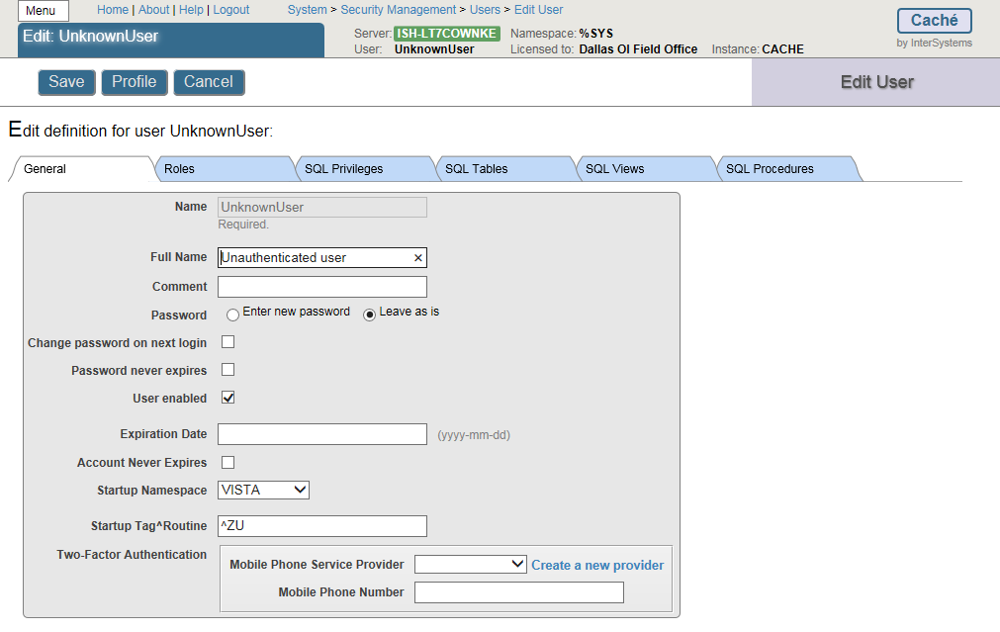 Menu
Home | About | Help | Logout
System > Security Management > Users > Edit User
Edit: UnknownUser
Server: ISH-LT7COWNKE Namespace: %SYS
User: UnknownUser Licensed to: Dallas OI Field Office Instance: CACHE
Caché
by InterSystems
Save Profile Cancel
Edit User
Edit definition for user UnknownUser:
General Roles SQL Privileges SQL Tables SQL Views SQL Procedures
Name UnknownUser
Required.
Full Name Unauthenticated user ×
Comment
Password Enter new password Leave as is
Change password on next login
Password never expires
User enabled
Expiration Date (yyyy-mm-dd)
Account Never Expires
Startup Namespace VISTA
Startup Tag^Routine ^ZU
Two-Factor Authentication
Mobile Phone Service Provider Create a new provider
Mobile Phone Number